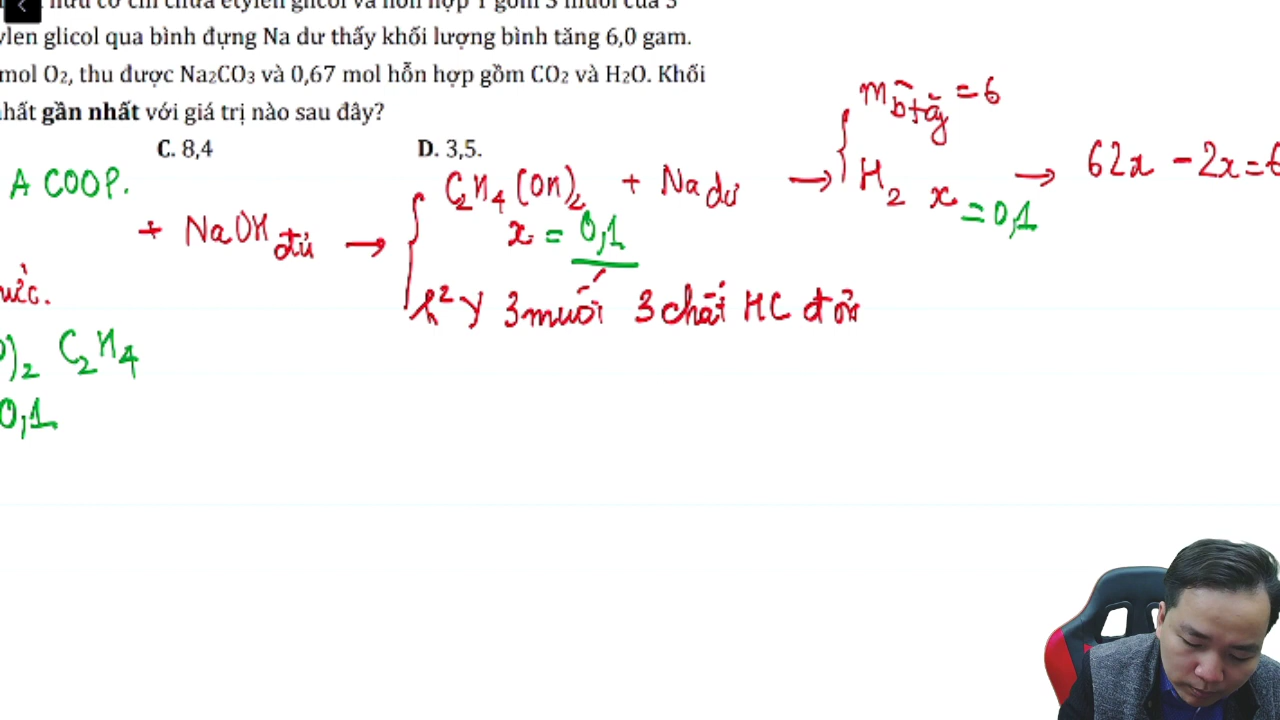 hữu cơ chỉ chứa etylen glicol và hỗn hợp Y gồm 3 muối của 3
ylen glicol qua bình đựng Na dư thấy khối lượng bình tăng 6,0 gam.
mol O₂, thu được Na₂CO₃ và 0,67 mol hỗn hợp gồm CO₂ và H₂O. Khối
hất gần nhất với giá trị nào sau đây?
C. 8,4 D. 3,5.
A COOP.
+ NaOH đủ → C₂H₄(OH)₂ + Na dư → m b tăg = 6
x = 0,1
H₂ x = 0,1 → 62x - 2x = 6
h² Y 3 muối 3 chất HC đơn
)₂ C₂H₄
0,1